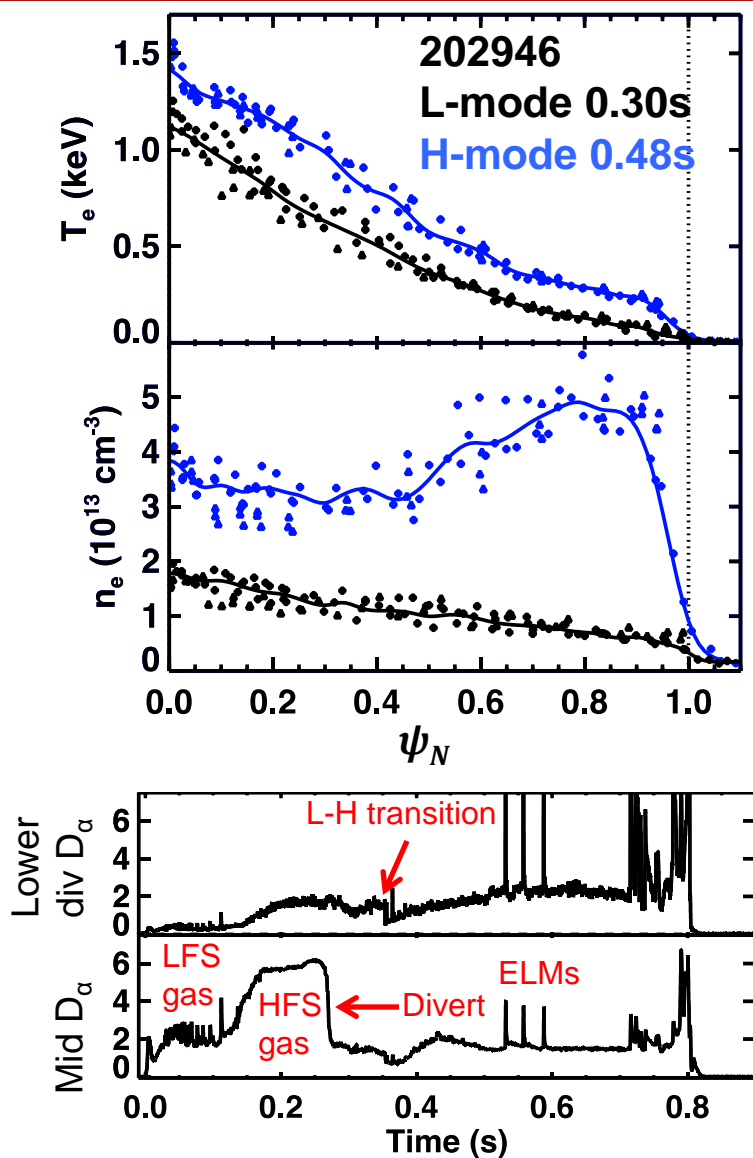 202946
L-mode 0.30s
H-mode 0.48s
T_e (keV)
1.5
1.0
0.5
0.0
n_e (10^13 cm^-3)
5
4
3
2
1
0
0.0 0.2 0.4 0.6 0.8 1.0
ψ_N
L-H transition
Lower
div D_α
6
4
2
0
LFS
gas
HFS
gas
Divert
ELMs
Mid D_α
6
4
2
0
0.0 0.2 0.4 0.6 0.8
Time (s)